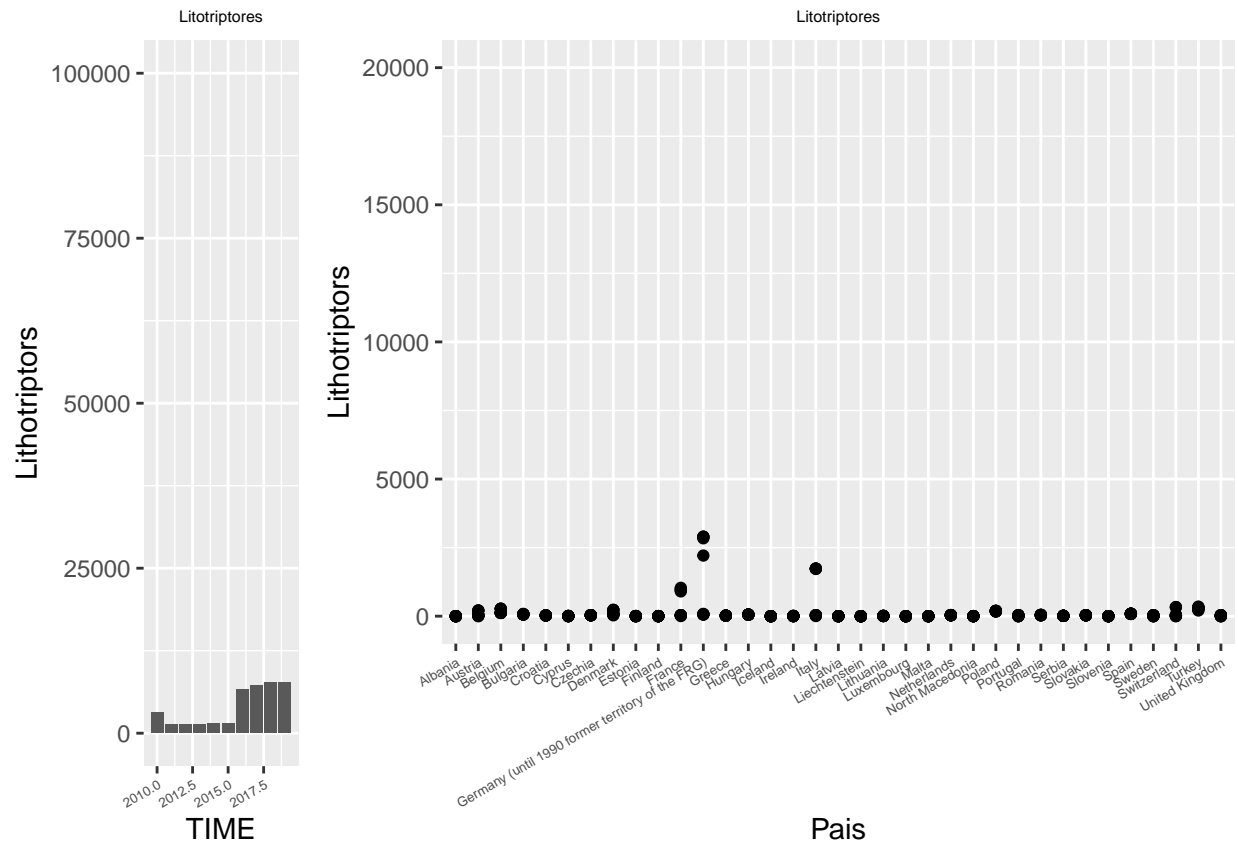 Litotriptores
Lithotriptors
100000
75000
50000
25000
0
2010.0
2012.5
2015.0
2017.5
TIME
Litotriptores
Lithotriptors
20000
15000
10000
5000
0
Albania
Austria
Belgium
Bulgaria
Croatia
Cyprus
Czechia
Denmark
Estonia
Finland
France
Germany (until 1990 former territory of the FRG)
Greece
Hungary
Iceland
Ireland
Italy
Latvia
Liechtenstein
Lithuania
Luxembourg
Malta
Netherlands
North Macedonia
Poland
Portugal
Romania
Serbia
Slovakia
Slovenia
Spain
Sweden
Switzerland
Turkey
United Kingdom
Pais